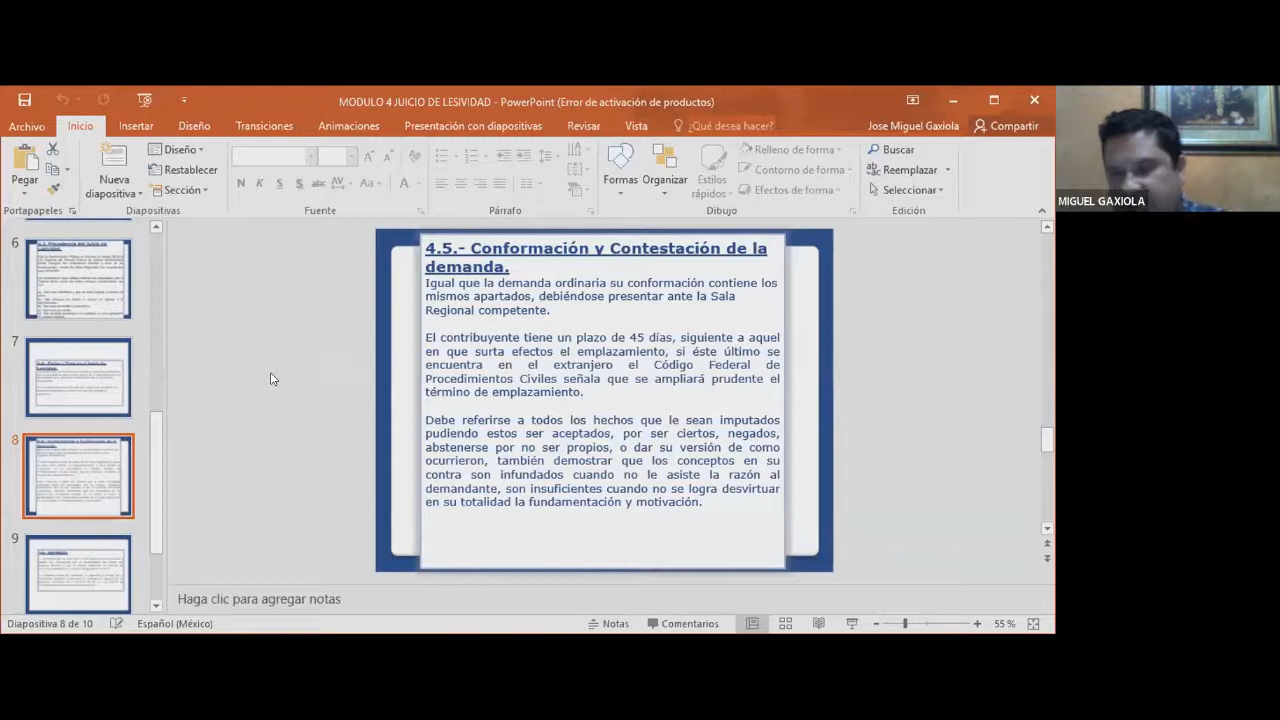 MODULO 4 JUICIO DE LESIVIDAD - PowerPoint (Error de activación de productos)
Archivo Inicio Insertar Diseño Transiciones Animaciones Presentación con diapositivas Revisar Vista ¿Qué desea hacer? Jose Miguel Gaxiola Compartir
Pegar
Nueva diapositiva
Diseño
Restablecer
Sección
N K S S abc AV Aa A
Formas
Organizar
Estilos rápidos
Relleno de forma
Contorno de forma
Efectos de forma
Buscar
Reemplazar
Seleccionar
Portapapeles Diapositivas Fuente Párrafo Dibujo Edición
MIGUEL GAXIOLA
6
7
8
9
4.5.- Conformación y Contestación de la
demanda.
Igual que la demanda ordinaria su conformación contiene los
mismos apartados, debiéndose presentar ante la Sala
Regional competente.
El contribuyente tiene un plazo de 45 días, siguiente a aquel
en que surta efectos el emplazamiento, si éste último se
encuentra en el extranjero el Código Federal de
Procedimientos Civiles señala que se ampliará prudente el
término de emplazamiento.
Debe referirse a todos los hechos que le sean imputados
pudiendo estos ser aceptados, por ser ciertos, negados,
abstenerse por no ser propios, o dar su versión de como
ocurrieron, también demostrar que los conceptos en su
contra son infundados cuando no le asiste la razón al
demandante, son insuficientes cuando no se logra desvirtuar
en su totalidad la fundamentación y motivación.
Haga clic para agregar notas
Diapositiva 8 de 10 Español (México) Notas Comentarios 55 %